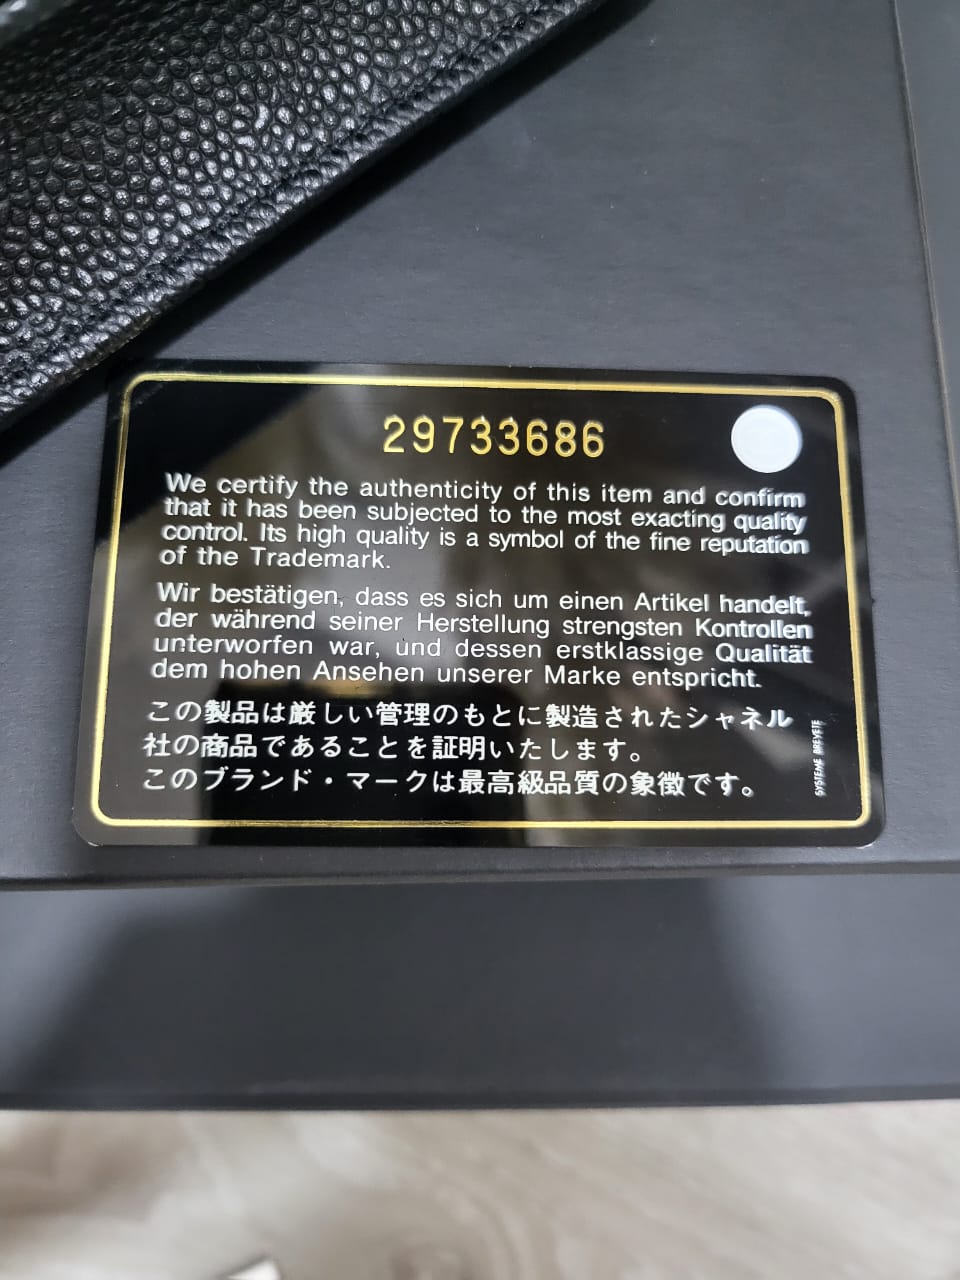 29733686
We certify the authenticity of this item and confirm
that it has been subjected to the most exacting quality
control. Its high quality is a symbol of the fine reputation
of the Trademark.
Wir bestätigen, dass es sich um einen Artikel handelt,
der während seiner Herstellung strengsten Kontrollen
unterworfen war, und dessen erstklassige Qualität
dem hohen Ansehen unserer Marke entspricht.
この製品は厳しい管理のもとに製造されたシャネル
社の商品であることを証明いたします。
このブランド・マークは最高級品質の象徴です。
SYSTEME BREVETE